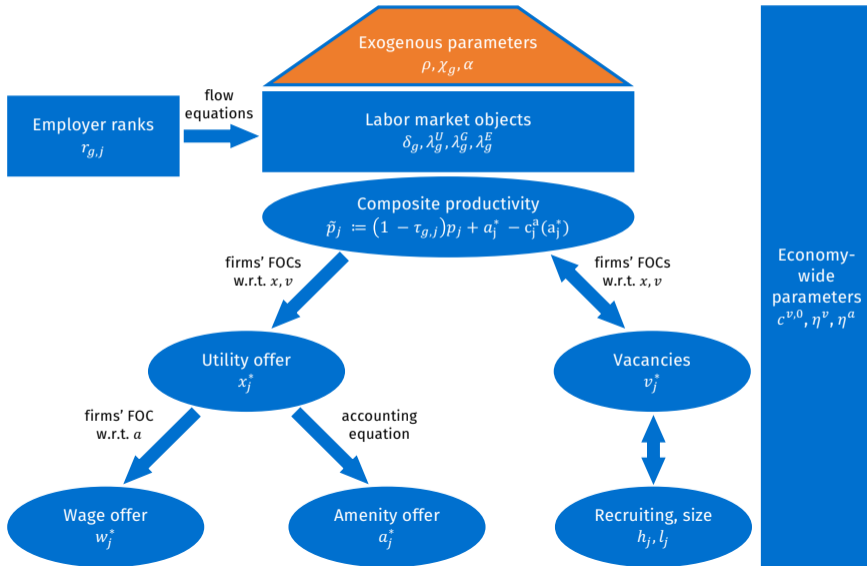 Exogenous parameters
ρ, χ_g, α
flow
equations
Employer ranks
r_{g,j}
Labor market objects
δ_g, λ_g^U, λ_g^G, λ_g^E
Composite productivity
p̃_j := (1 − τ_{g,j})p_j + a_j^* − c_j^a(a_j^*)
firms' FOCs
w.r.t. x, v
firms' FOCs
w.r.t. x, v
Economy-
wide
parameters
c^{v,0}, η^v, η^a
Utility offer
x_j^*
Vacancies
v_j^*
firms' FOC
w.r.t. a
accounting
equation
Wage offer
w_j^*
Amenity offer
a_j^*
Recruiting, size
h_j, l_j